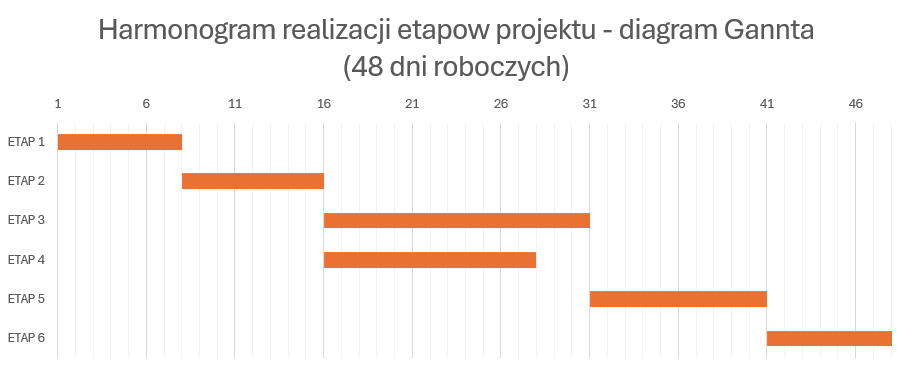 Harmonogram realizacji etapow projektu - diagram Gannta
(48 dni roboczych)
1 6 11 16 21 26 31 36 41 46
ETAP 1
ETAP 2
ETAP 3
ETAP 4
ETAP 5
ETAP 6